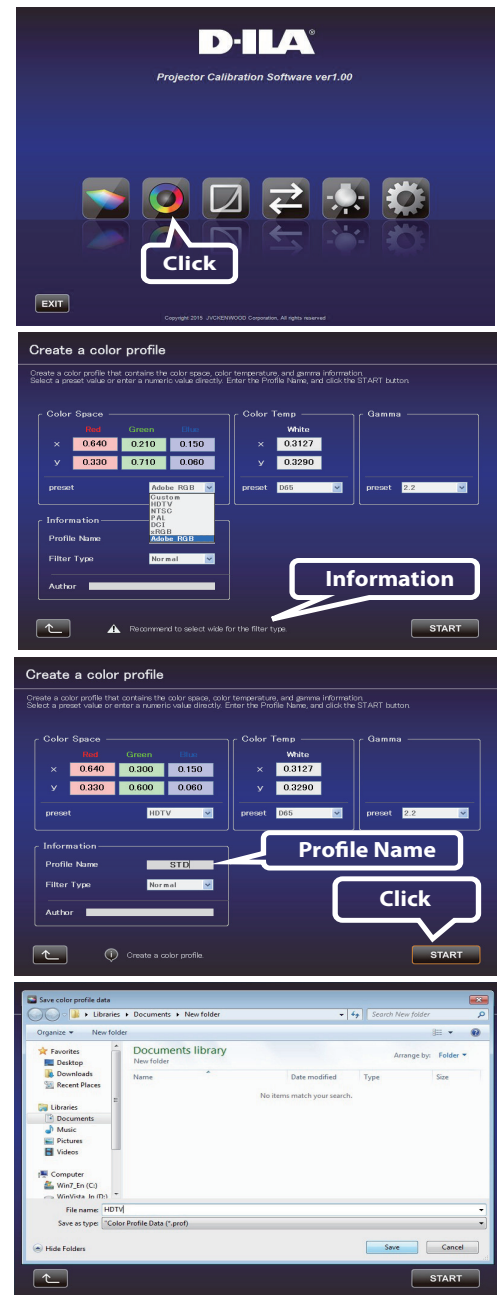 D-ILA®
Projector Calibration Software ver1.00
Click
EXIT
Copyright 2015 JVCKENWOOD Corporation. All rights reserved
Create a color profile
Create a color profile that contains the color space, color temperature, and gamma information.
Select a preset value or enter a numeric value directly. Enter the Profile Name, and click the START button.
Color Space
Color Temp
Gamma
Red Green Blue
White
x 0.640 0.210 0.150
x 0.3127
y 0.330 0.710 0.060
y 0.3290
preset Adobe RGB
preset D65
preset 2.2
Custom
HDTV
NTSC
PAL
DCI
xRGB
Adobe RGB
Information
Profile Name
Filter Type Normal
Author
Information
Recommend to select wide for the filter type.
START
Create a color profile
Create a color profile that contains the color space, color temperature, and gamma information.
Select a preset value or enter a numeric value directly. Enter the Profile Name, and click the START button
Color Space
Color Temp
Gamma
Red Green Blue
White
x 0.640 0.300 0.150
x 0.3127
y 0.330 0.600 0.060
y 0.3290
preset HDTV
preset D65
preset 2.2
Information
Profile Name STD
Profile Name
Filter Type Normal
Click
Author
Create a color profile.
START
Save color profile data
Libraries Documents New folder
Search New folder
Organize New folder
Favorites
Desktop
Downloads
Recent Places
Libraries
Documents
Music
Pictures
Videos
Computer
Win7_En (C:)
WinVista_In (D:)
Documents library
New folder
Arrange by: Folder
Name Date modified Type Size
No items match your search.
File name: HDTV
Save as type: "Color Profile Data (*.prof)
Hide Folders
Save Cancel
START